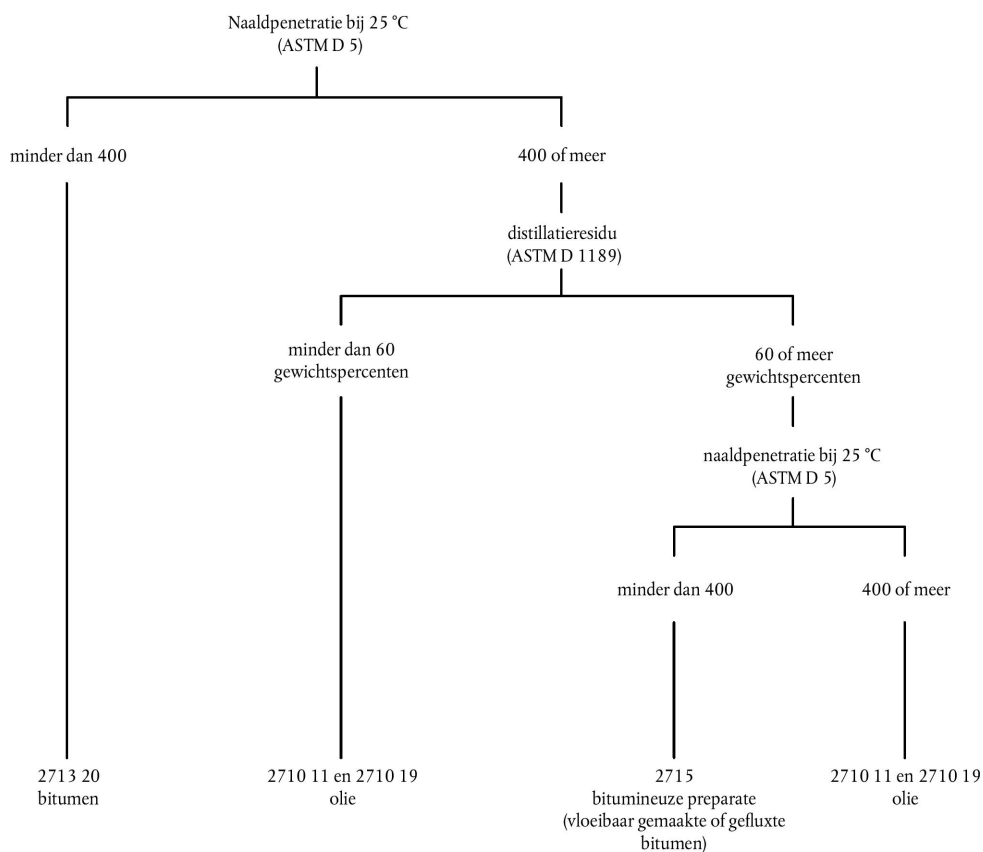 Naaldpenetratie bij 25 °C
(ASTM D 5)
minder dan 400
400 of meer
distillatieresidu
(ASTM D 1189)
minder dan 60
gewichtspercenten
60 of meer
gewichtspercenten
naaldpenetratie bij 25 °C
(ASTM D 5)
minder dan 400
400 of meer
2713 20
bitumen
2710 11 en 2710 19
olie
2715
bitumineuze preparate
(vloeibaar gemaakte of gefluxte
bitumen)
2710 11 en 2710 19
olie